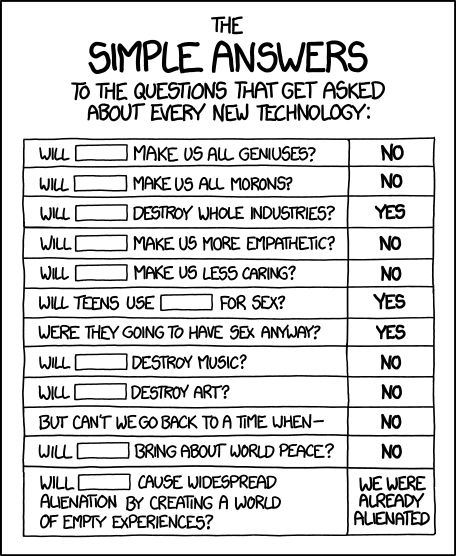 THE
SIMPLE ANSWERS
TO THE QUESTIONS THAT GET ASKED
ABOUT EVERY NEW TECHNOLOGY:
WILL MAKE US ALL GENIUSES? NO
WILL MAKE US ALL MORONS? NO
WILL DESTROY WHOLE INDUSTRIES? YES
WILL MAKE US MORE EMPATHETIC? NO
WILL MAKE US LESS CARING? NO
WILL TEENS USE FOR SEX? YES
WERE THEY GOING TO HAVE SEX ANYWAY? YES
WILL DESTROY MUSIC? NO
WILL DESTROY ART? NO
BUT CAN'T WE GO BACK TO A TIME WHEN— NO
WILL BRING ABOUT WORLD PEACE? NO
WILL CAUSE WIDESPREAD
ALIENATION BY CREATING A WORLD
OF EMPTY EXPERIENCES?
WE WERE
ALREADY
ALIENATED